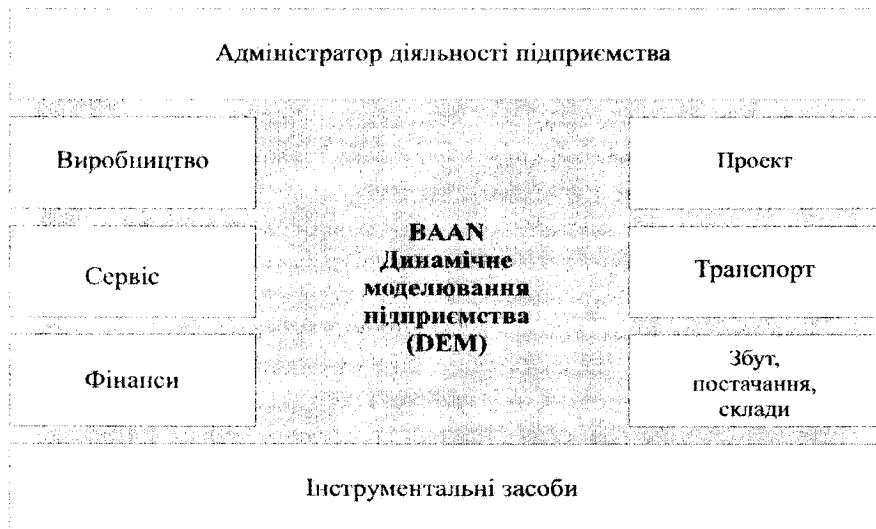 Адміністратор діяльності підприємства
Виробництво
Проект
BAAN
Динамічне
моделювання
підприємства
(DEM)
Сервіс
Транспорт
Фінанси
Збут,
постачання,
склади
Інструментальні засоби